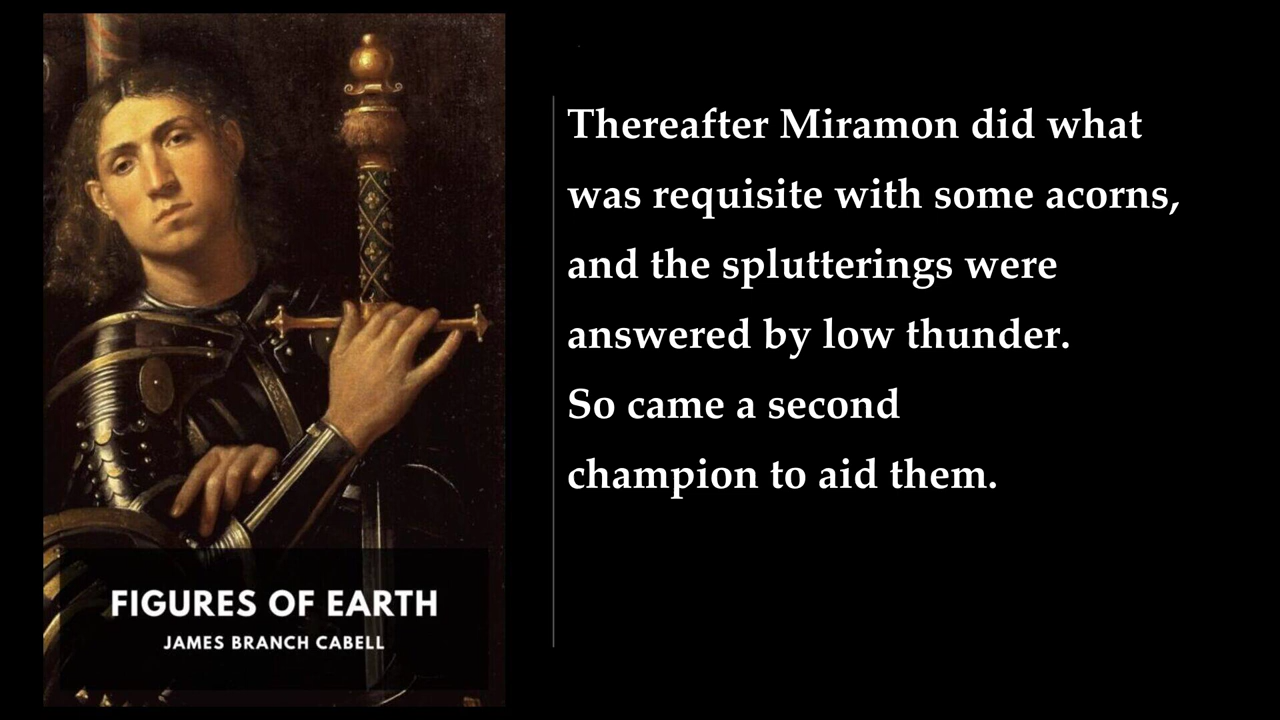 Thereafter Miramon did what
was requisite with some acorns,
and the splutterings were
answered by low thunder.
So came a second
champion to aid them.
FIGURES OF EARTH
JAMES BRANCH CABELL